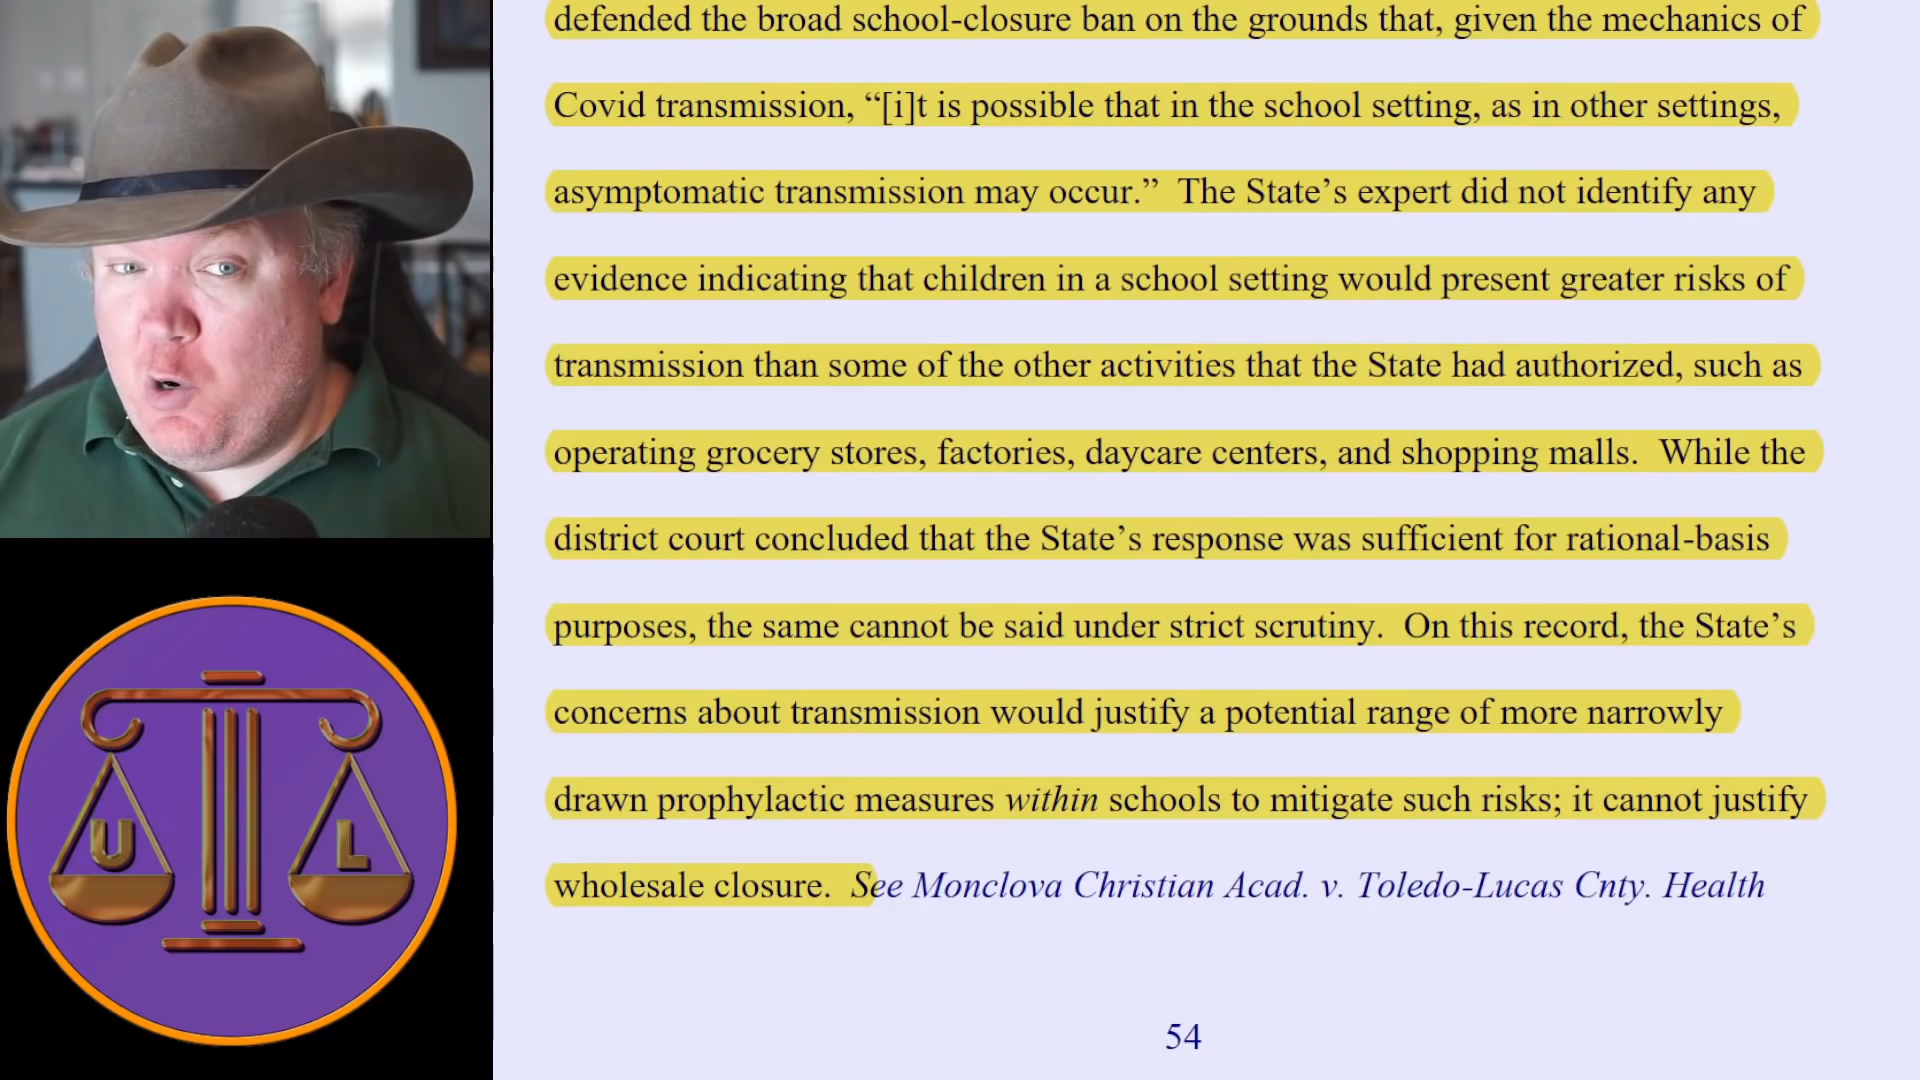 defended the broad school-closure ban on the grounds that, given the mechanics of
Covid transmission, “[i]t is possible that in the school setting, as in other settings,
asymptomatic transmission may occur.” The State’s expert did not identify any
evidence indicating that children in a school setting would present greater risks of
transmission than some of the other activities that the State had authorized, such as
operating grocery stores, factories, daycare centers, and shopping malls. While the
district court concluded that the State’s response was sufficient for rational-basis
purposes, the same cannot be said under strict scrutiny. On this record, the State’s
concerns about transmission would justify a potential range of more narrowly
drawn prophylactic measures within schools to mitigate such risks; it cannot justify
wholesale closure. See Monclova Christian Acad. v. Toledo-Lucas Cnty. Health
54
U L